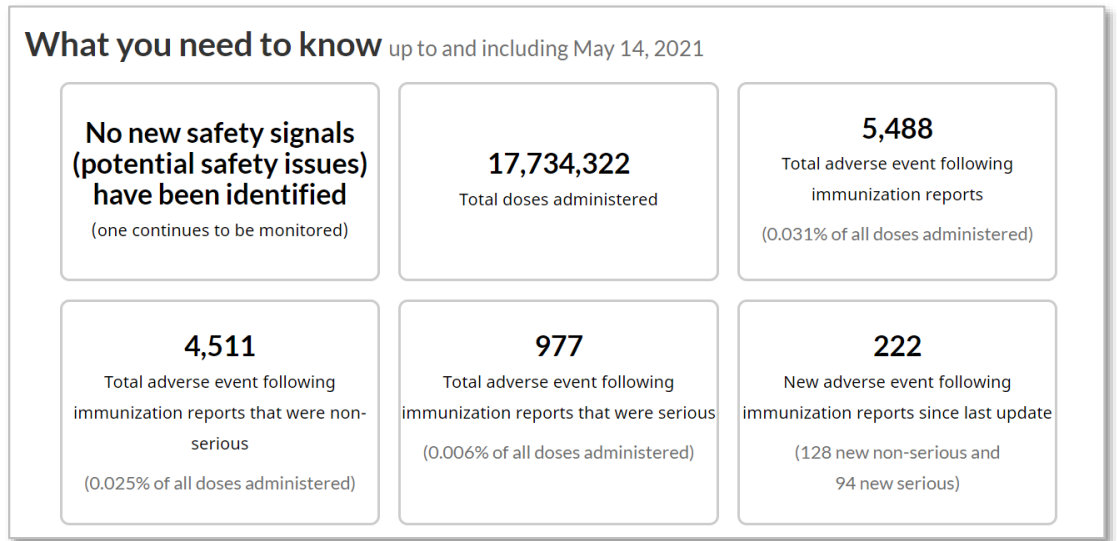 What you need to know up to and including May 14, 2021
No new safety signals
(potential safety issues)
have been identified
(one continues to be monitored)
17,734,322
Total doses administered
5,488
Total adverse event following
immunization reports
(0.031% of all doses administered)
4,511
Total adverse event following
immunization reports that were non-
serious
(0.025% of all doses administered)
977
Total adverse event following
immunization reports that were serious
(0.006% of all doses administered)
222
New adverse event following
immunization reports since last update
(128 new non-serious and
94 new serious)